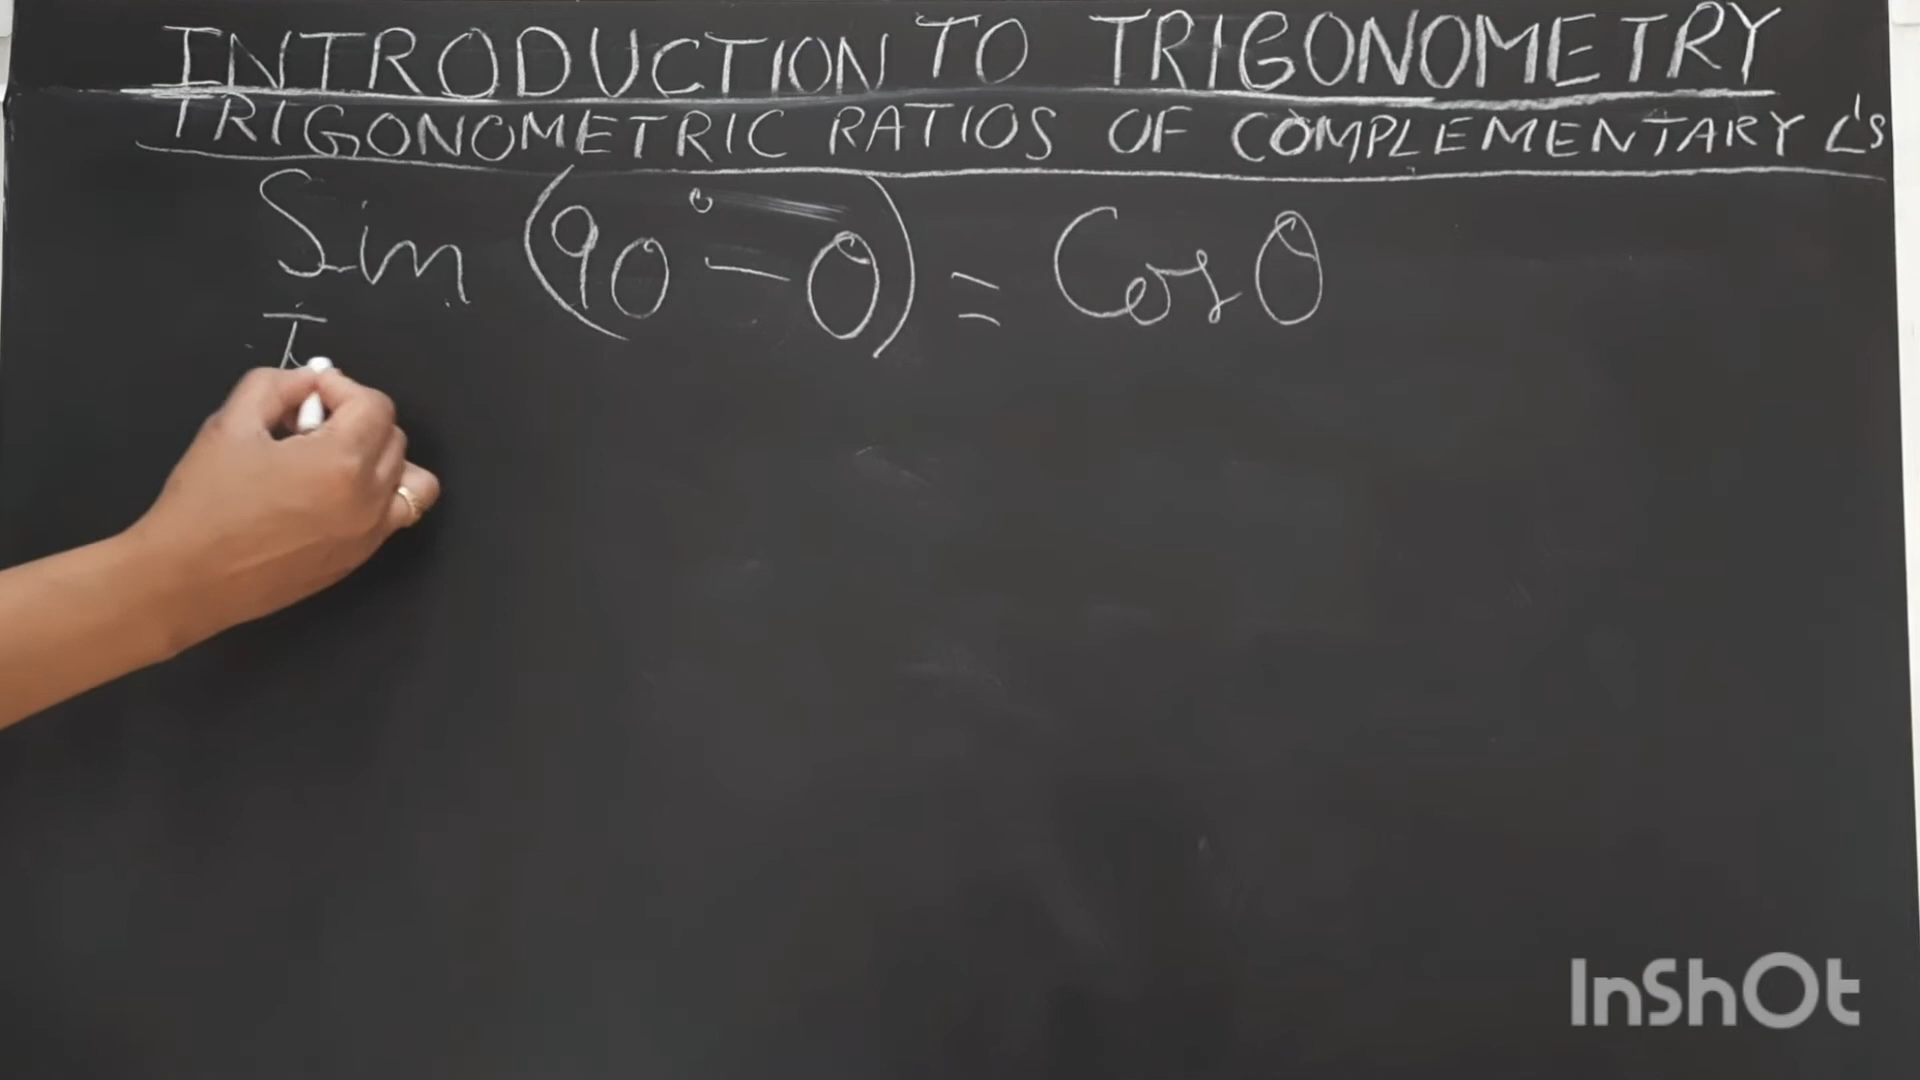 INTRODUCTION TO TRIGONOMETRY
TRIGONOMETRIC RATIOS OF COMPLEMENTARY ∠'s
Sin (90° - θ) = Cos θ
InShOt